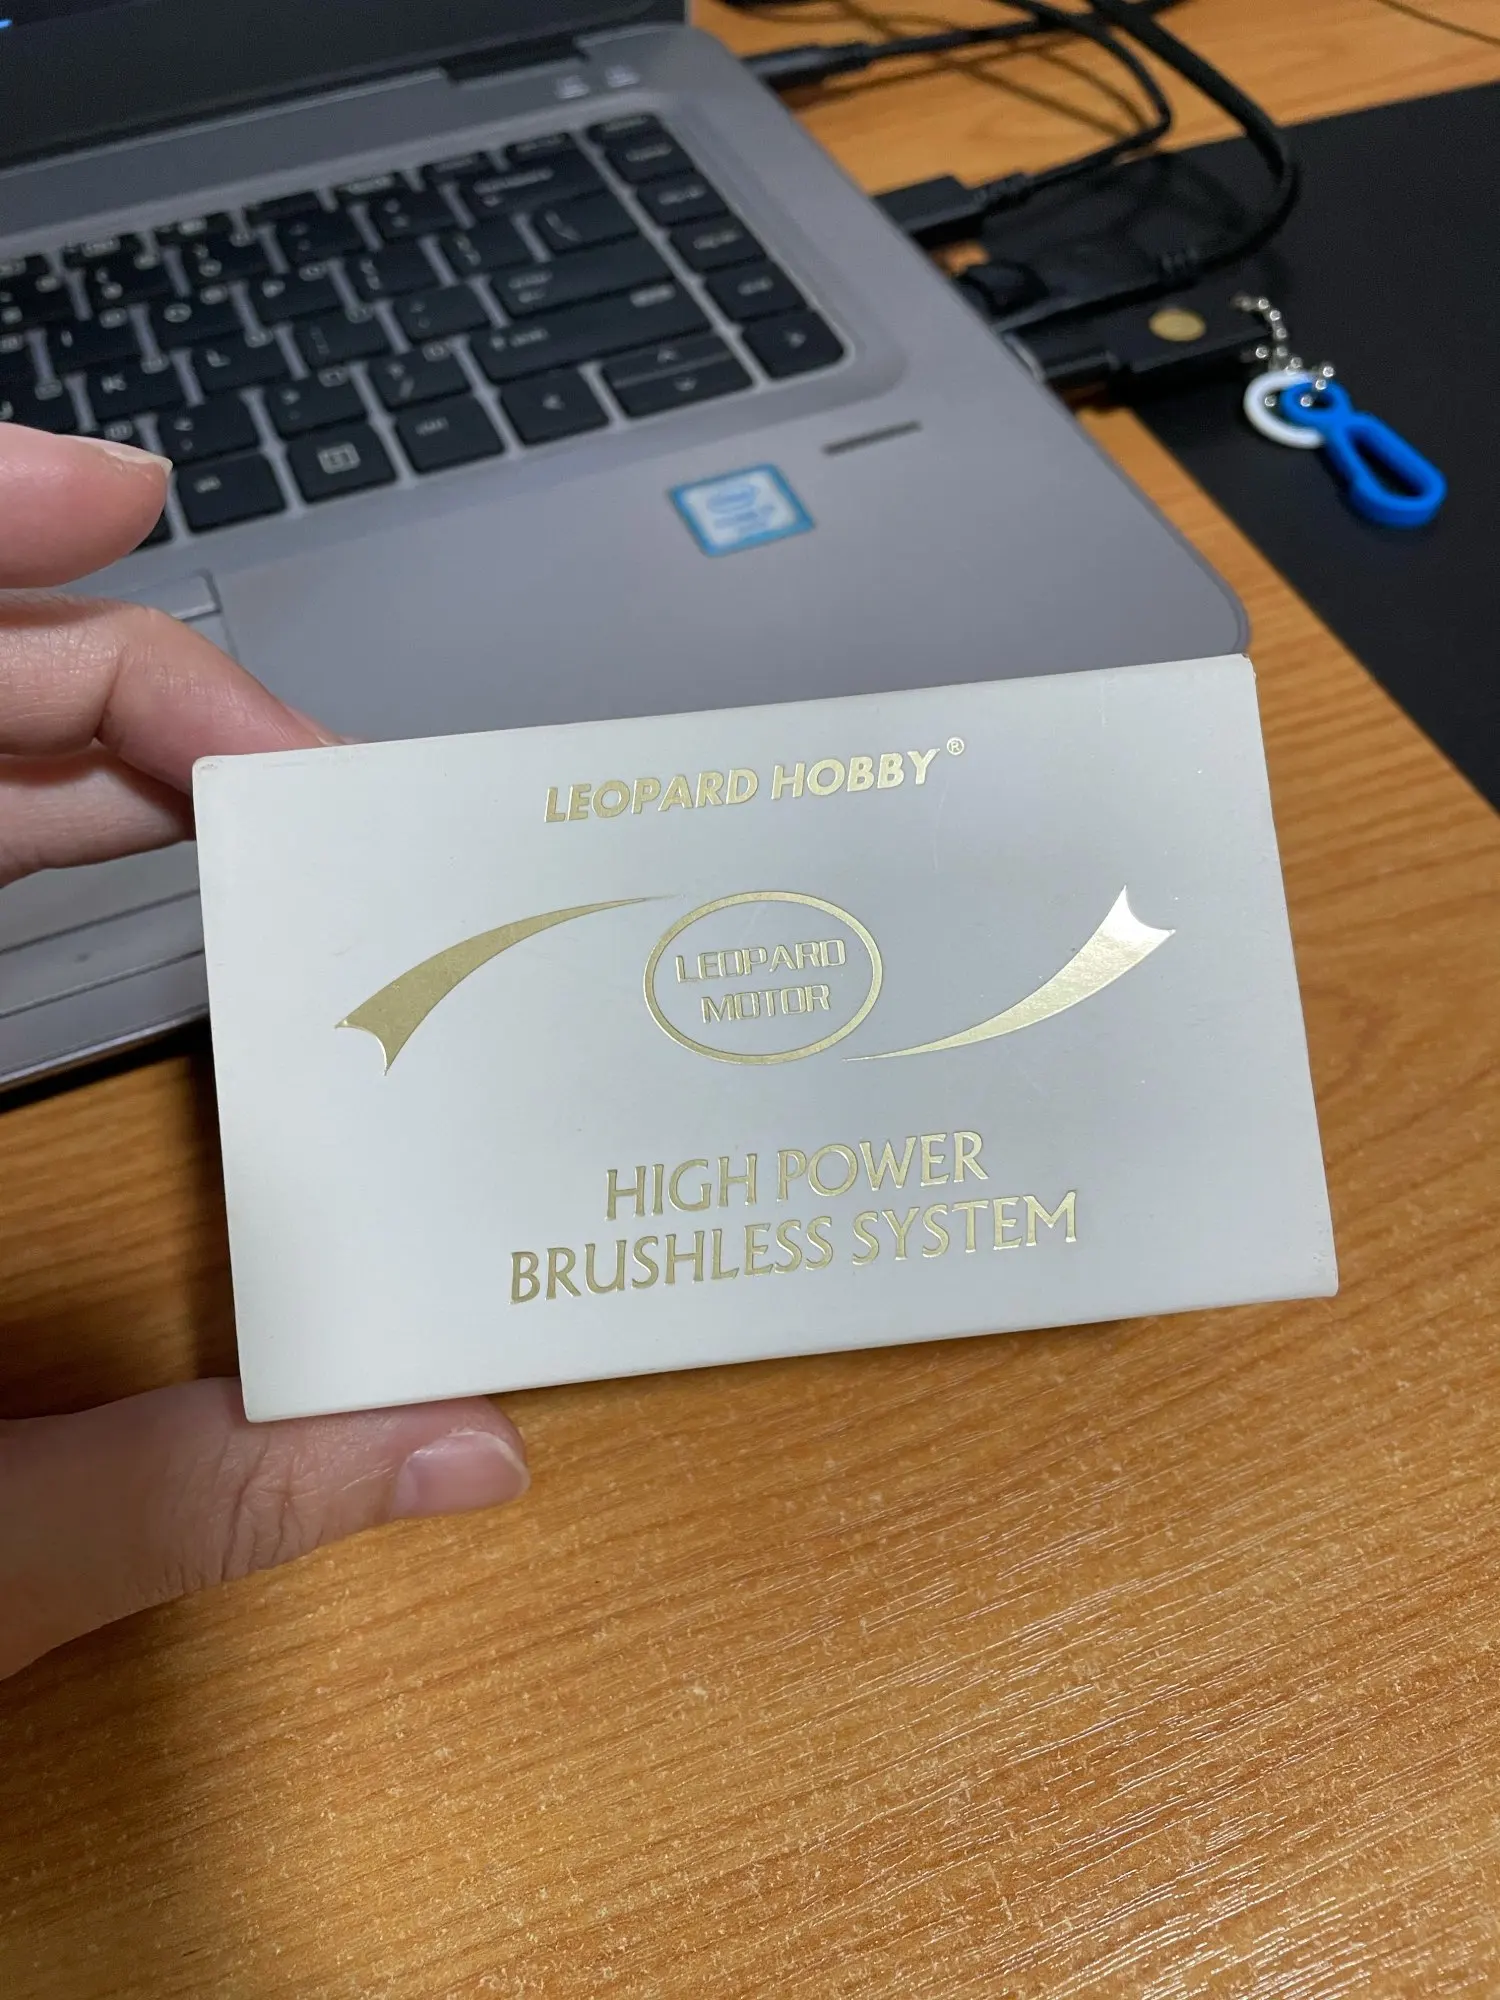 LEOPARD HOBBY®
LEOPARD
MOTOR
HIGH POWER
BRUSHLESS SYSTEM